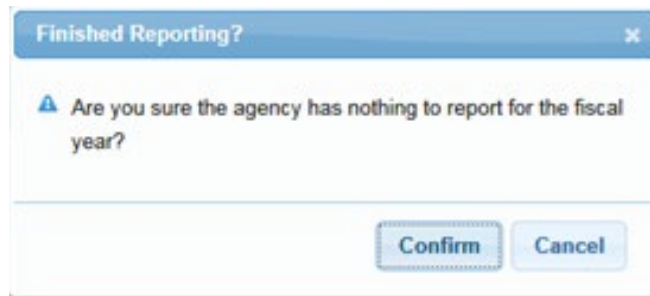 Finished Reporting?
Are you sure the agency has nothing to report for the fiscal
year?
Confirm Cancel